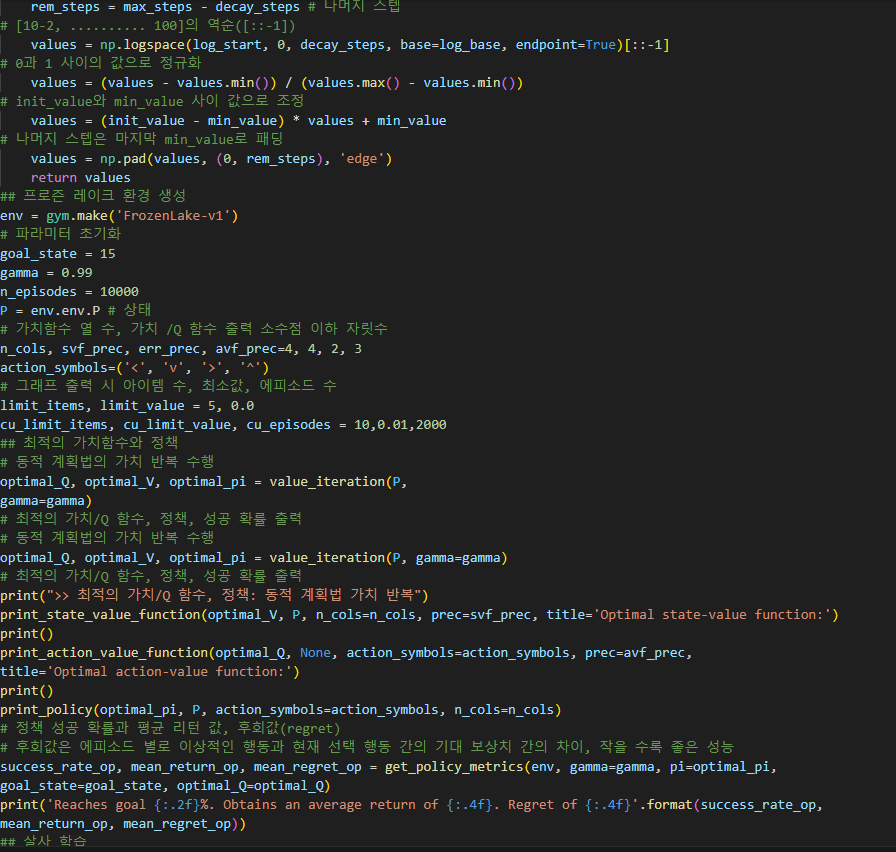 rem_steps = max_steps - decay_steps # 나머지 스텝
# [10-2, .......... 100]의 역순([::-1])
values = np.logspace(log_start, 0, decay_steps, base=log_base, endpoint=True)[::-1]
# 0과 1 사이의 값으로 정규화
values = (values - values.min()) / (values.max() - values.min())
# init_value와 min_value 사이 값으로 조정
values = (init_value - min_value) * values + min_value
# 나머지 스텝은 마지막 min_value로 패딩
values = np.pad(values, (0, rem_steps), 'edge')
return values
## 프로즌 레이크 환경 생성
env = gym.make('FrozenLake-v1')
# 파라미터 초기화
goal_state = 15
gamma = 0.99
n_episodes = 10000
P = env.env.P # 상태
# 가치함수 열 수, 가치 /Q 함수 출력 소수점 이하 자릿수
n_cols, svf_prec, err_prec, avf_prec=4, 4, 2, 3
action_symbols=('<', 'v', '>', '^')
# 그래프 출력 시 아이템 수, 최소값, 에피소드 수
limit_items, limit_value = 5, 0.0
cu_limit_items, cu_limit_value, cu_episodes = 10,0.01,2000
## 최적의 가치함수와 정책
# 동적 계획법의 가치 반복 수행
optimal_Q, optimal_V, optimal_pi = value_iteration(P,
gamma=gamma)
# 최적의 가치/Q 함수, 정책, 성공 확률 출력
# 동적 계획법의 가치 반복 수행
optimal_Q, optimal_V, optimal_pi = value_iteration(P, gamma=gamma)
# 최적의 가치/Q 함수, 정책, 성공 확률 출력
print(">> 최적의 가치/Q 함수, 정책: 동적 계획법 가치 반복")
print_state_value_function(optimal_V, P, n_cols=n_cols, prec=svf_prec, title='Optimal state-value function:')
print()
print_action_value_function(optimal_Q, None, action_symbols=action_symbols, prec=avf_prec,
title='Optimal action-value function:')
print()
print_policy(optimal_pi, P, action_symbols=action_symbols, n_cols=n_cols)
# 정책 성공 확률과 평균 리턴 값, 후회값(regret)
# 후회값은 에피소드 별로 이상적인 행동과 현재 선택 행동 간의 기대 보상치 간의 차이, 작을 수록 좋은 성능
success_rate_op, mean_return_op, mean_regret_op = get_policy_metrics(env, gamma=gamma, pi=optimal_pi,
goal_state=goal_state, optimal_Q=optimal_Q)
print('Reaches goal {:.2f}%. Obtains an average return of {:.4f}. Regret of {:.4f}'.format(success_rate_op,
mean_return_op, mean_regret_op))
## 살사 학습